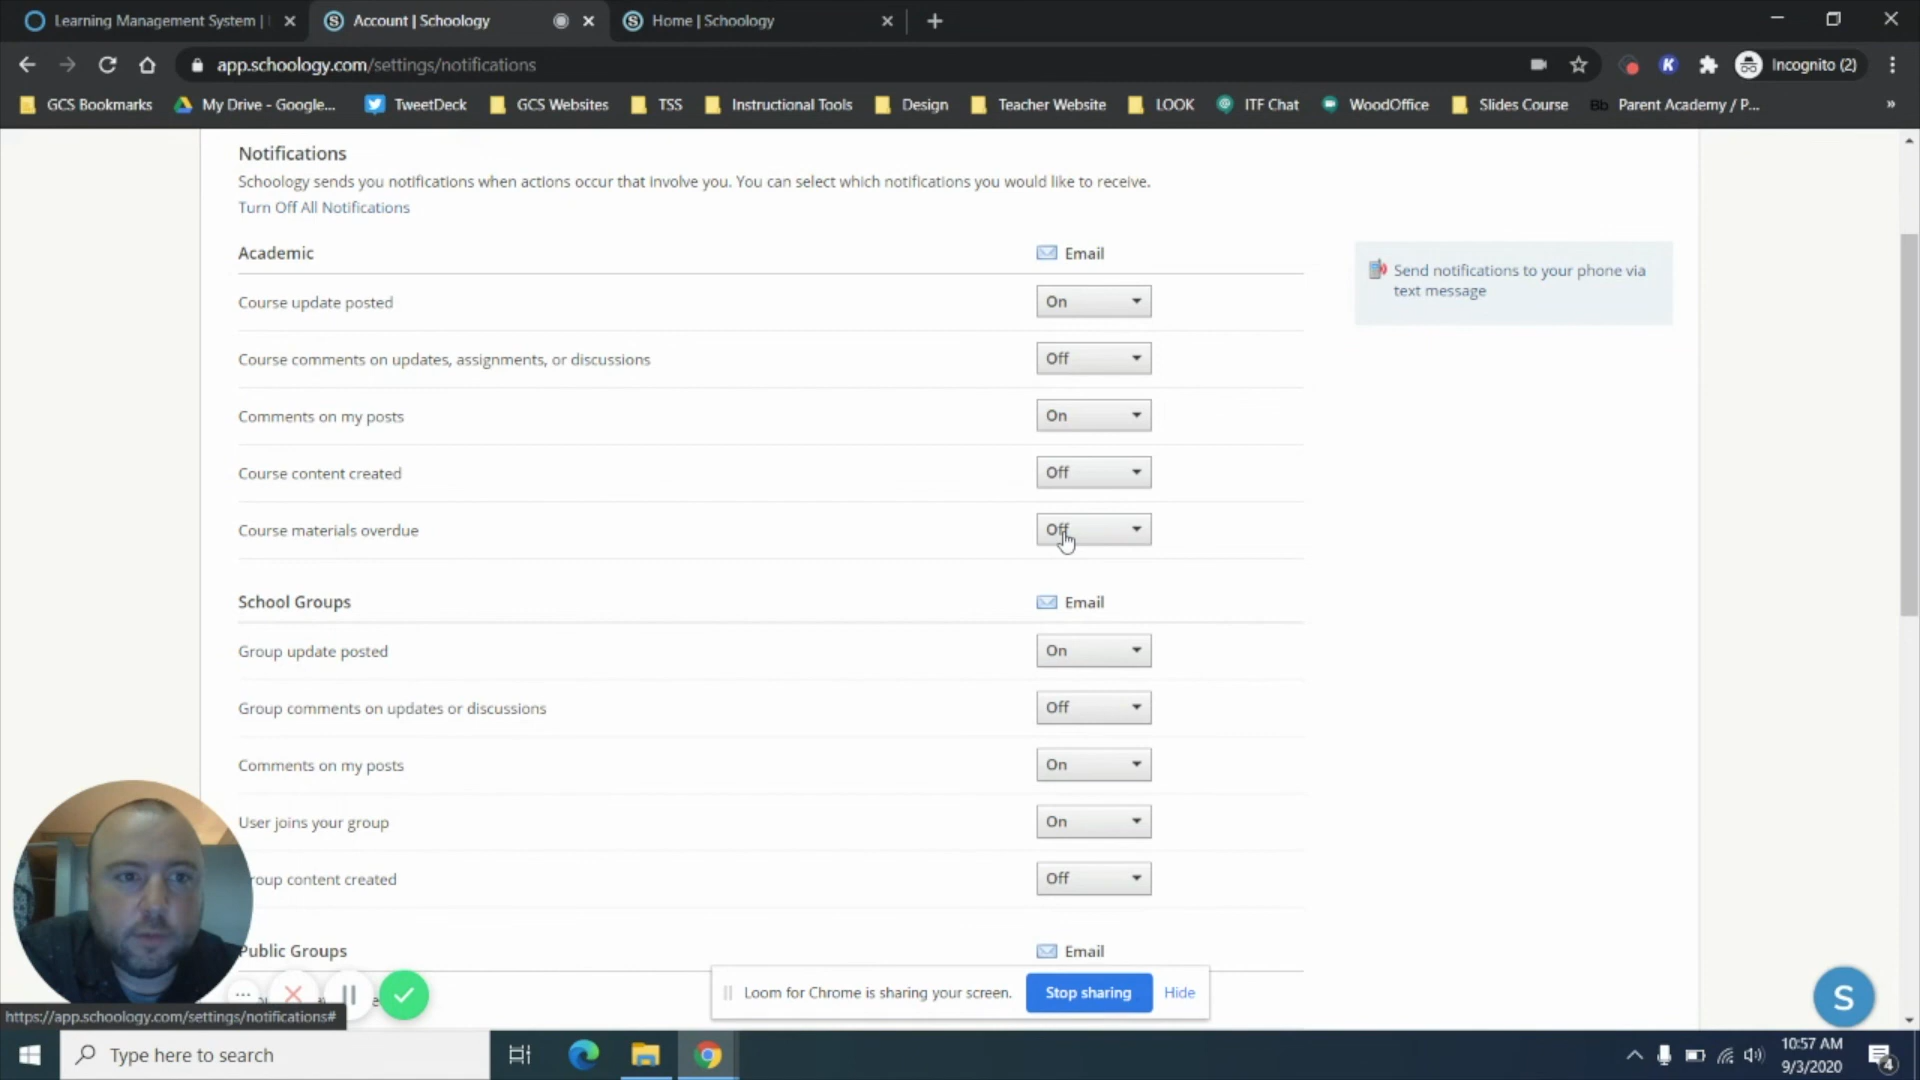 Learning Management System |
Account | Schoology
Home | Schoology
app.schoology.com/settings/notifications
Incognito (2)
GCS Bookmarks
My Drive - Google...
TweetDeck
GCS Websites
TSS
Instructional Tools
Design
Teacher Website
LOOK
ITF Chat
WoodOffice
Slides Course
Bb Parent Academy / P...
»
Notifications
Schoology sends you notifications when actions occur that involve you. You can select which notifications you would like to receive.
Turn Off All Notifications
Academic Email
Send notifications to your phone via
text message
Course update posted On
Course comments on updates, assignments, or discussions Off
Comments on my posts On
Course content created Off
Course materials overdue Off
School Groups Email
Group update posted On
Group comments on updates or discussions Off
Comments on my posts On
User joins your group On
roup content created Off
Public Groups Email
Loom for Chrome is sharing your screen.
Stop sharing
Hide
S
https://app.schoology.com/settings/notifications#
Type here to search
10:57 AM
9/3/2020
4